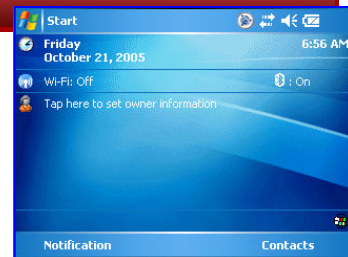 Start
Friday
6:56 AM
October 21, 2005
Wi-Fi: Off
: On
Tap here to set owner information
Notification
Contacts